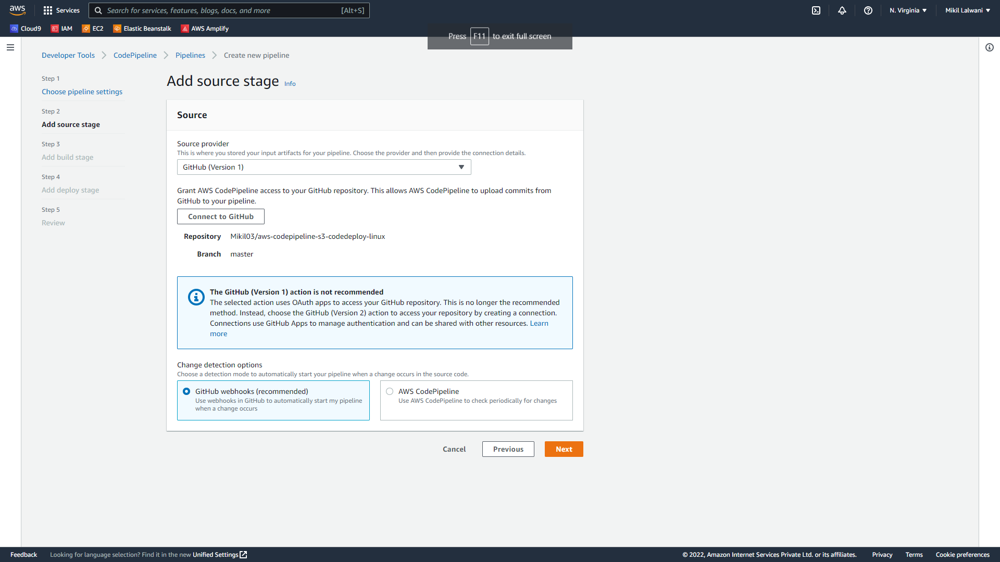 aws
Services
Search for services, features, blogs, docs, and more
[Alt+S]
N. Virginia
Mikil Lalwani
Cloud9
IAM
EC2
Elastic Beanstalk
AWS Amplify
Press F11 to exit full screen
Developer Tools
CodePipeline
Pipelines
Create new pipeline
Step 1
Choose pipeline settings
Step 2
Add source stage
Step 3
Add build stage
Step 4
Add deploy stage
Step 5
Review
Add source stage Info
Source
Source provider
This is where you stored your input artifacts for your pipeline. Choose the provider and then provide the connection details.
GitHub (Version 1)
Grant AWS CodePipeline access to your GitHub repository. This allows AWS CodePipeline to upload commits from
GitHub to your pipeline.
Connect to GitHub
Repository Mikil03/aws-codepipeline-s3-codedeploy-linux
Branch master
The GitHub (Version 1) action is not recommended
The selected action uses OAuth apps to access your GitHub repository. This is no longer the recommended
method. Instead, choose the GitHub (Version 2) action to access your repository by creating a connection.
Connections use GitHub Apps to manage authentication and can be shared with other resources. Learn
more
Change detection options
Choose a detection mode to automatically start your pipeline when a change occurs in the source code.
GitHub webhooks (recommended)
Use webhooks in GitHub to automatically start my pipeline
when a change occurs
AWS CodePipeline
Use AWS CodePipeline to check periodically for changes
Cancel
Previous
Next
Feedback
Looking for language selection? Find it in the new Unified Settings
© 2022, Amazon Internet Services Private Ltd. or its affiliates.
Privacy
Terms
Cookie preferences